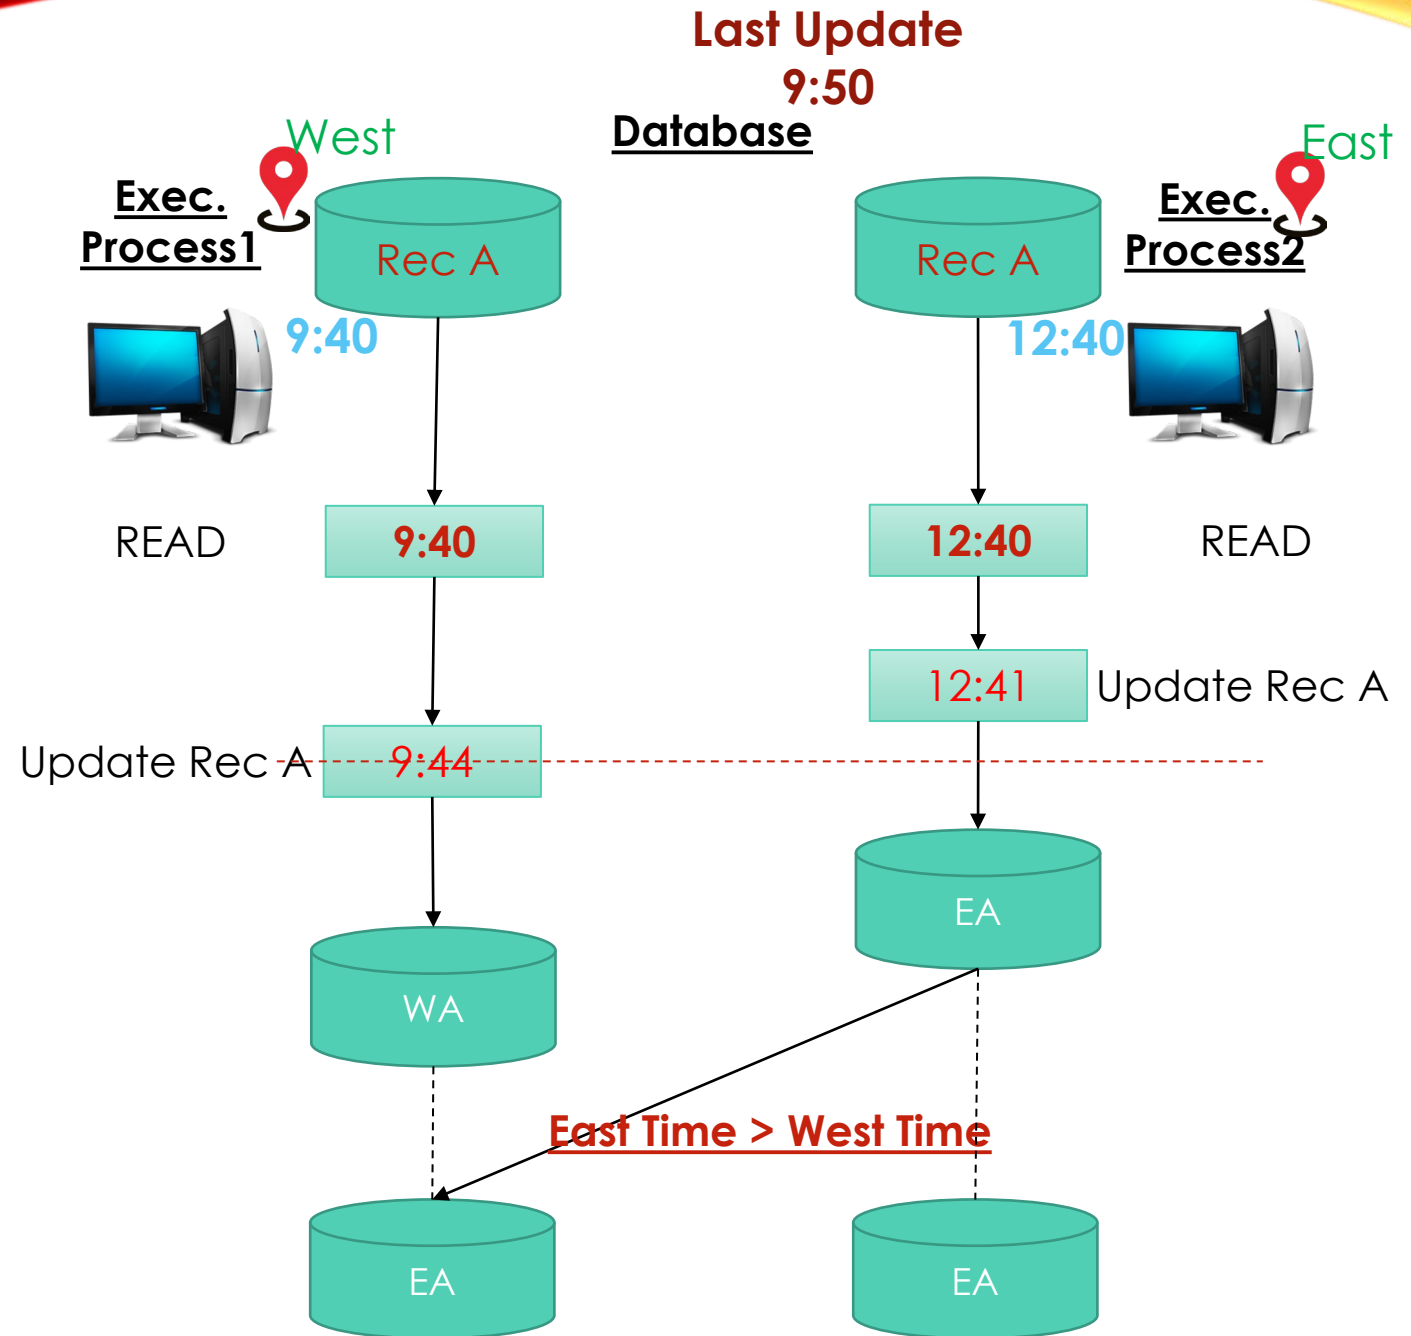 Last Update
9:50
Database
West
East
Exec.
Process1
Rec A
Rec A
Exec.
Process2
9:40
12:40
READ
9:40
12:40
READ
12:41
Update Rec A
Update Rec A
9:44
EA
WA
East Time > West Time
EA
EA